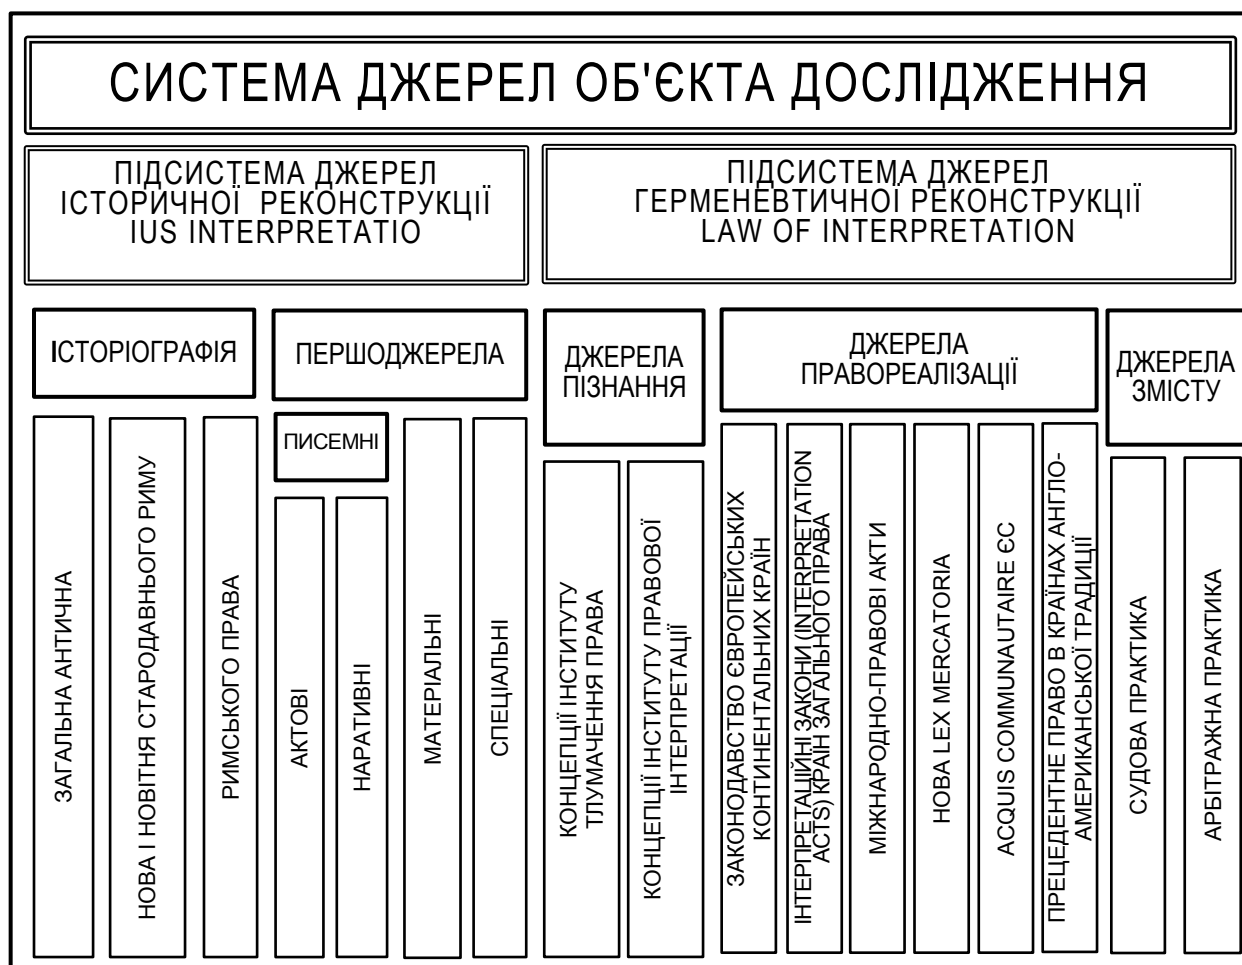 СИСТЕМА ДЖЕРЕЛ ОБ'ЄКТА ДОСЛІДЖЕННЯ
ПІДСИСТЕМА ДЖЕРЕЛ
ІСТОРИЧНОЇ РЕКОНСТРУКЦІЇ
IUS INTERPRETATIO
ПІДСИСТЕМА ДЖЕРЕЛ
ГЕРМЕНЕВТИЧНОЇ РЕКОНСТРУКЦІЇ
LAW OF INTERPRETATION
ІСТОРІОГРАФІЯ
ПЕРШОДЖЕРЕЛА
ДЖЕРЕЛА
ПІЗНАННЯ
ДЖЕРЕЛА
ПРАВОРЕАЛІЗАЦІЇ
ДЖЕРЕЛА
ЗМІСТУ
ПИСЕМНІ
ЗАГАЛЬНА АНТИЧНА
НОВА І НОВІТНЯ СТАРОДАВНЬОГО РИМУ
РИМСЬКОГО ПРАВА
АКТОВІ
НАРАТИВНІ
МАТЕРІАЛЬНІ
СПЕЦІАЛЬНІ
КОНЦЕПЦІЇ ІНСТИТУТУ
ТЛУМАЧЕННЯ ПРАВА
КОНЦЕПЦІЇ ІНСТИТУТУ ПРАВОВОЇ
ІНТЕРПРЕТАЦІЇ
ЗАКОНОДАВСТВО ЄВРОПЕЙСЬКИХ
КОНТИНЕНТАЛЬНИХ КРАЇН
ІНТЕРПРЕТАЦІЙНІ ЗАКОНИ (INTERPRETATION
ACTS) КРАЇН ЗАГАЛЬНОГО ПРАВА
МІЖНАРОДНО-ПРАВОВІ АКТИ
НОВА LEX MERCATORIA
ACQUIS COMMUNAUTAIRE ЄС
ПРЕЦЕДЕНТНЕ ПРАВО В КРАЇНАХ АНГЛО-
АМЕРИКАНСЬКОЇ ТРАДИЦІЇ
СУДОВА ПРАКТИКА
АРБІТРАЖНА ПРАКТИКА